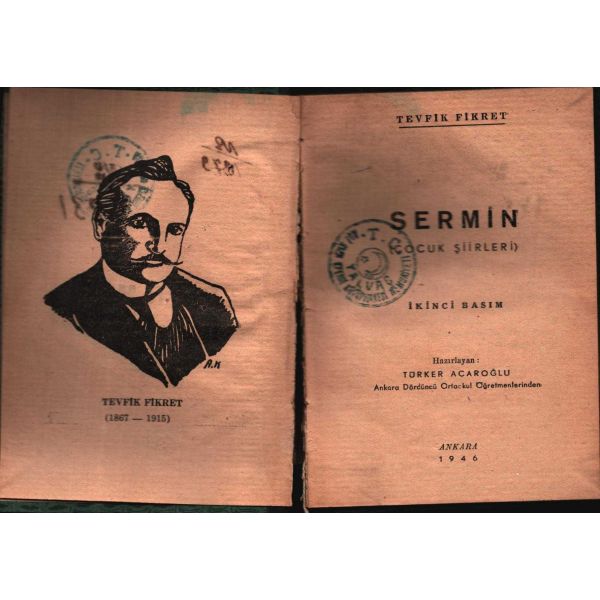 TEVFİK FİKRET
(1867 — 1915)
A.K
TEVFİK FİKRET
ŞERMİN
(ÇOCUK ŞİİRLERİ)
T. C.
YALVAÇ
İKİNCİ BASIM
Hazırlayan :
TÜRKER ACAROĞLU
Ankara Dördüncü Ortaokul Öğretmenlerinden
ANKARA
1946